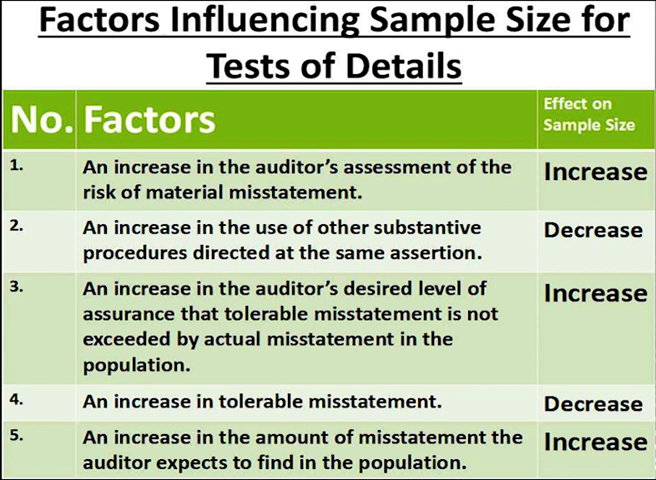 Factors Influencing Sample Size for
Tests of Details
No. Factors Effect on
Sample Size
1. An increase in the auditor's assessment of the Increase
risk of material misstatement.
2. An increase in the use of other substantive Decrease
procedures directed at the same assertion.
3. An increase in the auditor's desired level of Increase
assurance that tolerable misstatement is not
exceeded by actual misstatement in the
population.
4. An increase in tolerable misstatement. Decrease
5. An increase in the amount of misstatement the Increase
auditor expects to find in the population.